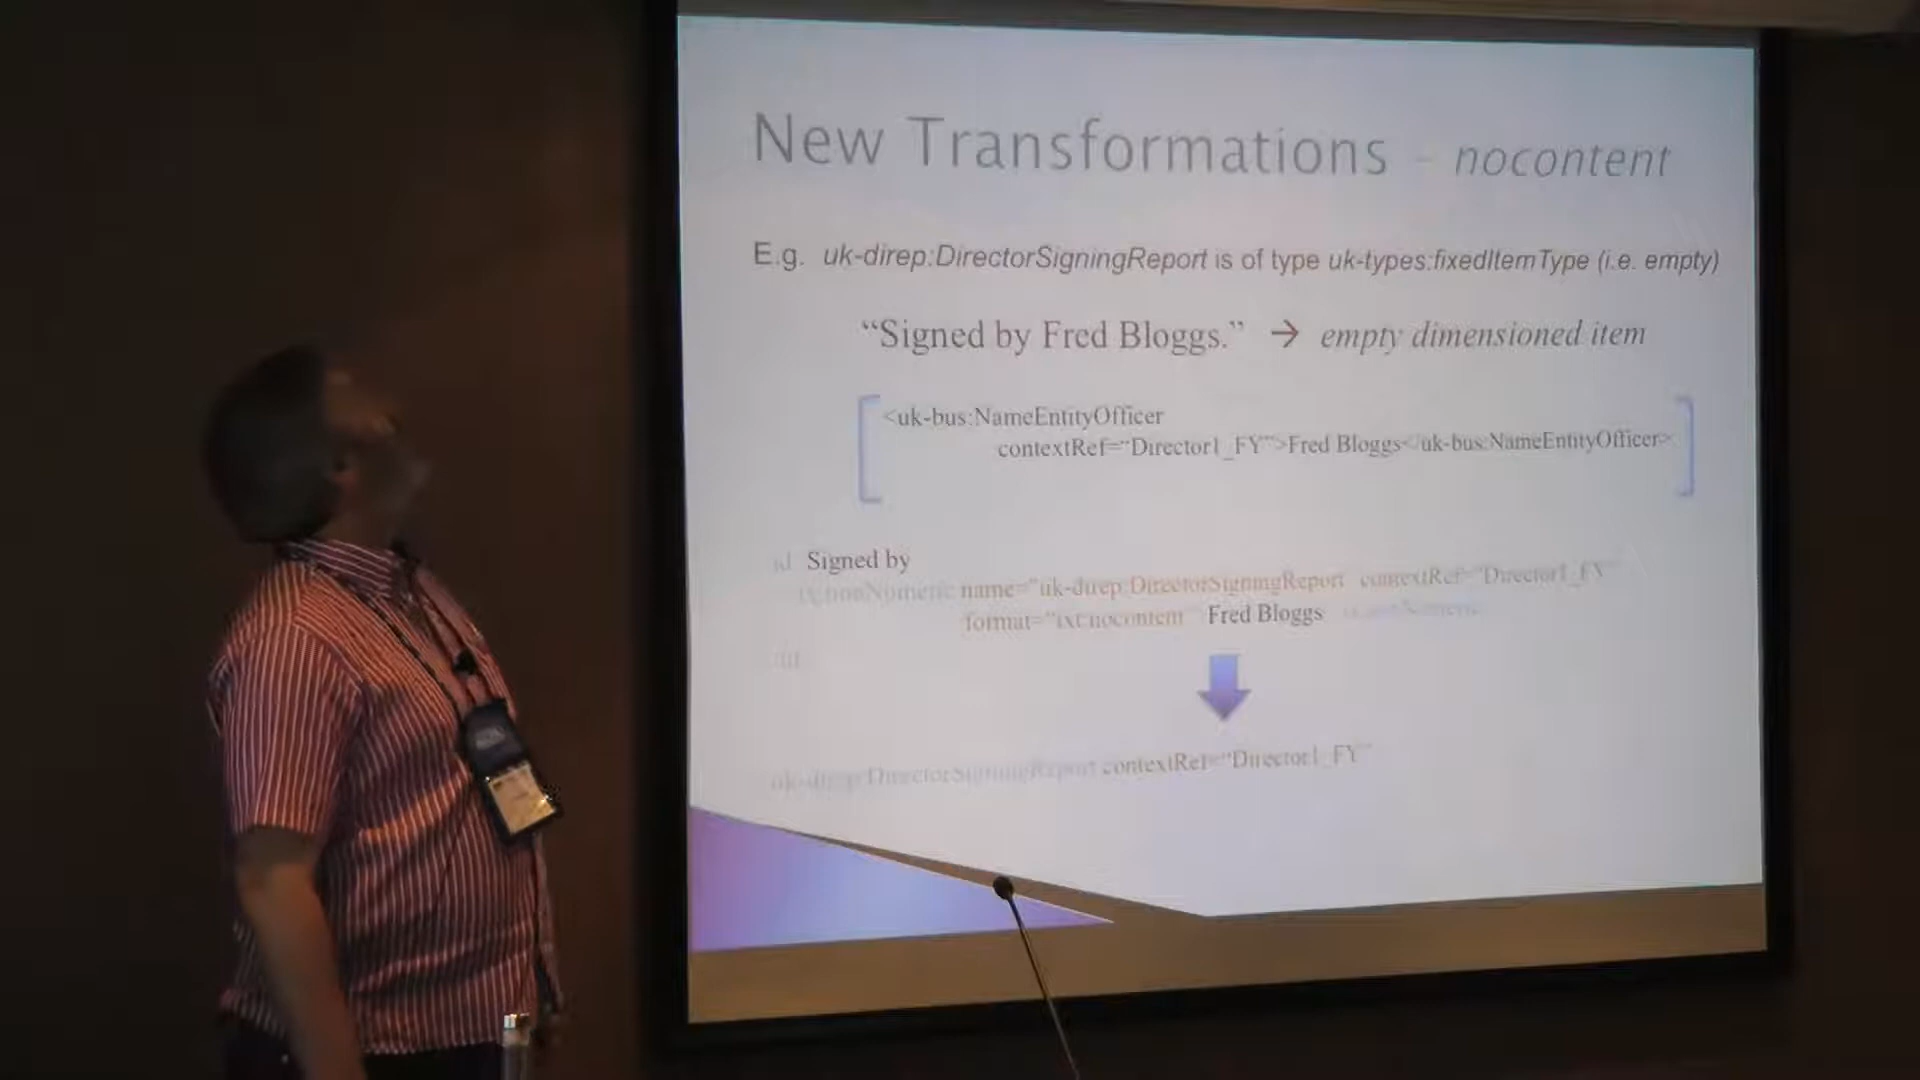 New Transformations - nocontent
E.g. uk-direp:DirectorSigningReport is of type uk-types:fixedItemType (i.e. empty)
“Signed by Fred Bloggs.” → empty dimensioned item
<uk-bus:NameEntityOfficer
contextRef=“Director1_FY”>Fred Bloggs</uk-bus:NameEntityOfficer>
Signed by
name=“uk-direp:DirectorSigningReport contextRef=“Director1_FY”
format=“ixt:nocontent Fred Bloggs
uk-direp:DirectorSigningReport contextRef=“Director1_FY”